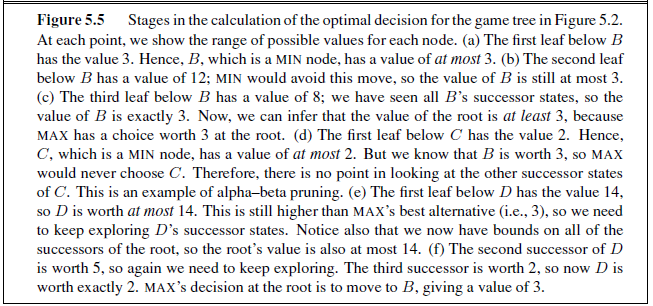 Figure 5.5 Stages in the calculation of the optimal decision for the game tree in Figure 5.2.
At each point, we show the range of possible values for each node. (a) The first leaf below B
has the value 3. Hence, B, which is a MIN node, has a value of at most 3. (b) The second leaf
below B has a value of 12; MIN would avoid this move, so the value of B is still at most 3.
(c) The third leaf below B has a value of 8; we have seen all B's successor states, so the
value of B is exactly 3. Now, we can infer that the value of the root is at least 3, because
MAX has a choice worth 3 at the root. (d) The first leaf below C has the value 2. Hence,
C, which is a MIN node, has a value of at most 2. But we know that B is worth 3, so MAX
would never choose C. Therefore, there is no point in looking at the other successor states
of C. This is an example of alpha–beta pruning. (e) The first leaf below D has the value 14,
so D is worth at most 14. This is still higher than MAX's best alternative (i.e., 3), so we need
to keep exploring D's successor states. Notice also that we now have bounds on all of the
successors of the root, so the root's value is also at most 14. (f) The second successor of D
is worth 5, so again we need to keep exploring. The third successor is worth 2, so now D is
worth exactly 2. MAX's decision at the root is to move to B, giving a value of 3.